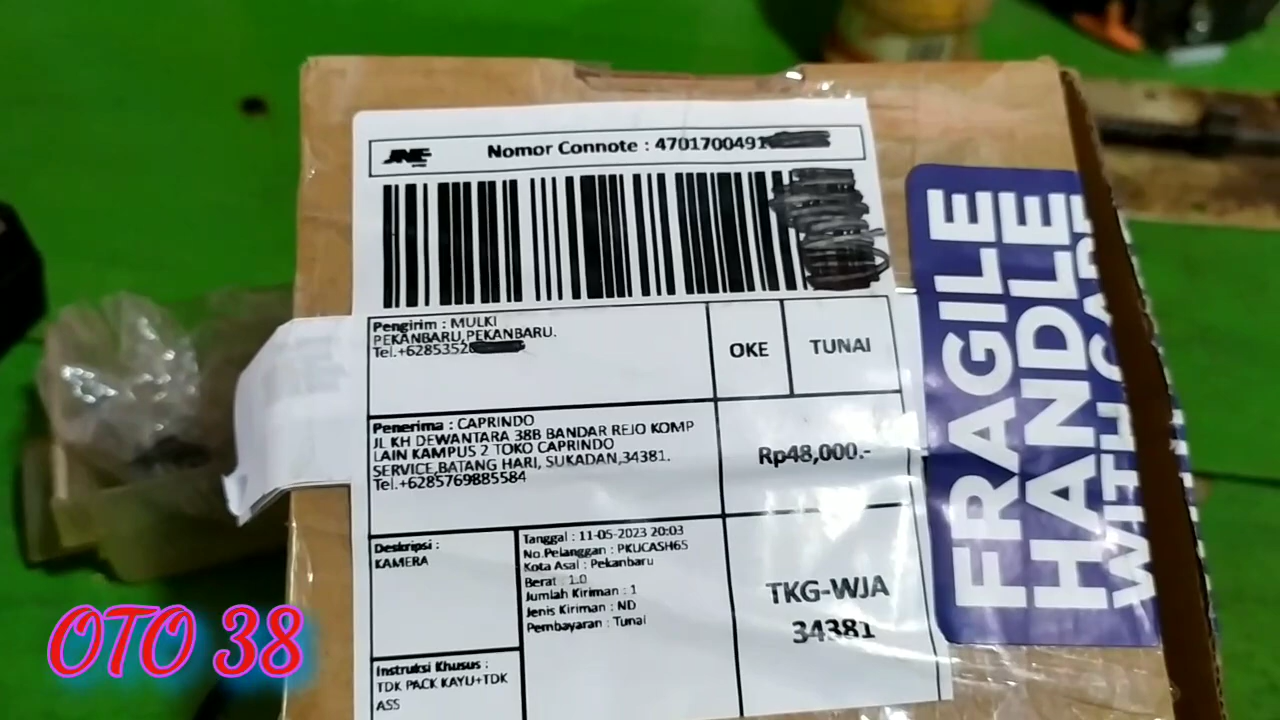 JNE
Nomor Connote : 4701700491
Pengirim : MULKI
PEKANBARU,PEKANBARU.
Tel.+6285352
OKE
TUNAI
Penerima : CAPRINDO
JL KH DEWANTARA 38B BANDAR REJO KOMP
LAIN KAMPUS 2 TOKO CAPRINDO
SERVICE,BATANG HARI, SUKADAN,34381.
Tel.+6285769885584
Rp48,000.-
Deskripsi :
KAMERA
Tanggal : 11-05-2023 20:03
No.Pelanggan : PKUCASH65
Kota Asal : Pekanbaru
Berat : 1.0
Jumlah Kiriman : 1
Jenis Kiriman : ND
Pembayaran : Tunai
TKG-WJA
34381
Instruksi Khusus :
TDK PACK KAYU+TDK
ASS
FRAGILE
HANDLE
WITH CARE
OTO 38